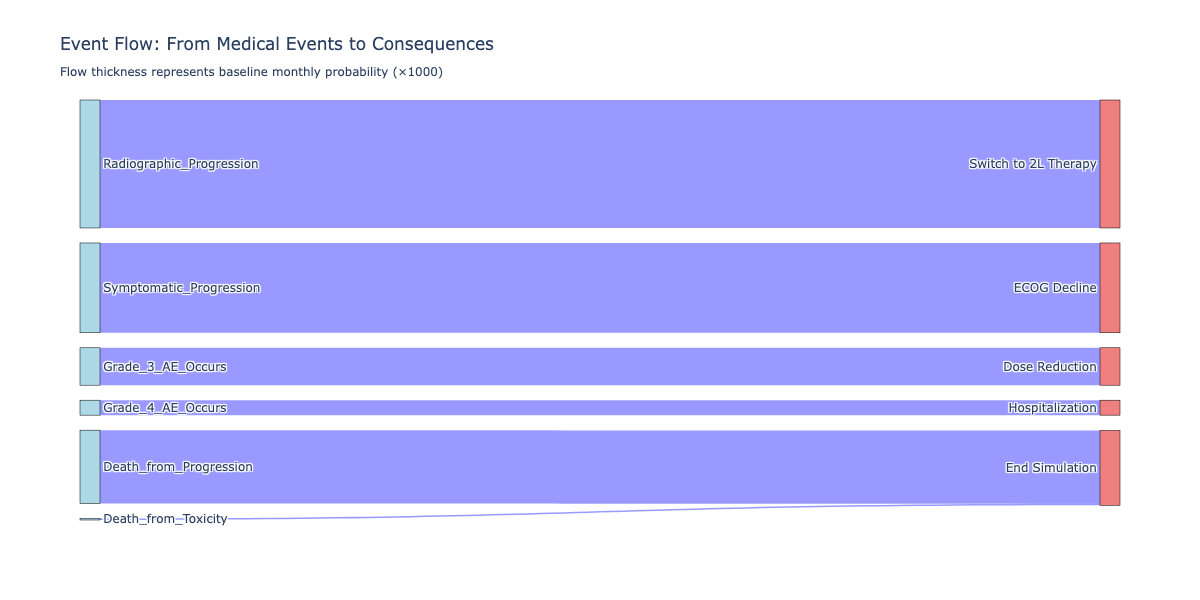 Event Flow: From Medical Events to Consequences
Flow thickness represents baseline monthly probability (×1000)
Radiographic_Progression
Switch to 2L Therapy
Symptomatic_Progression
ECOG Decline
Grade_3_AE_Occurs
Dose Reduction
Grade_4_AE_Occurs
Hospitalization
Death_from_Progression
End Simulation
Death_from_Toxicity